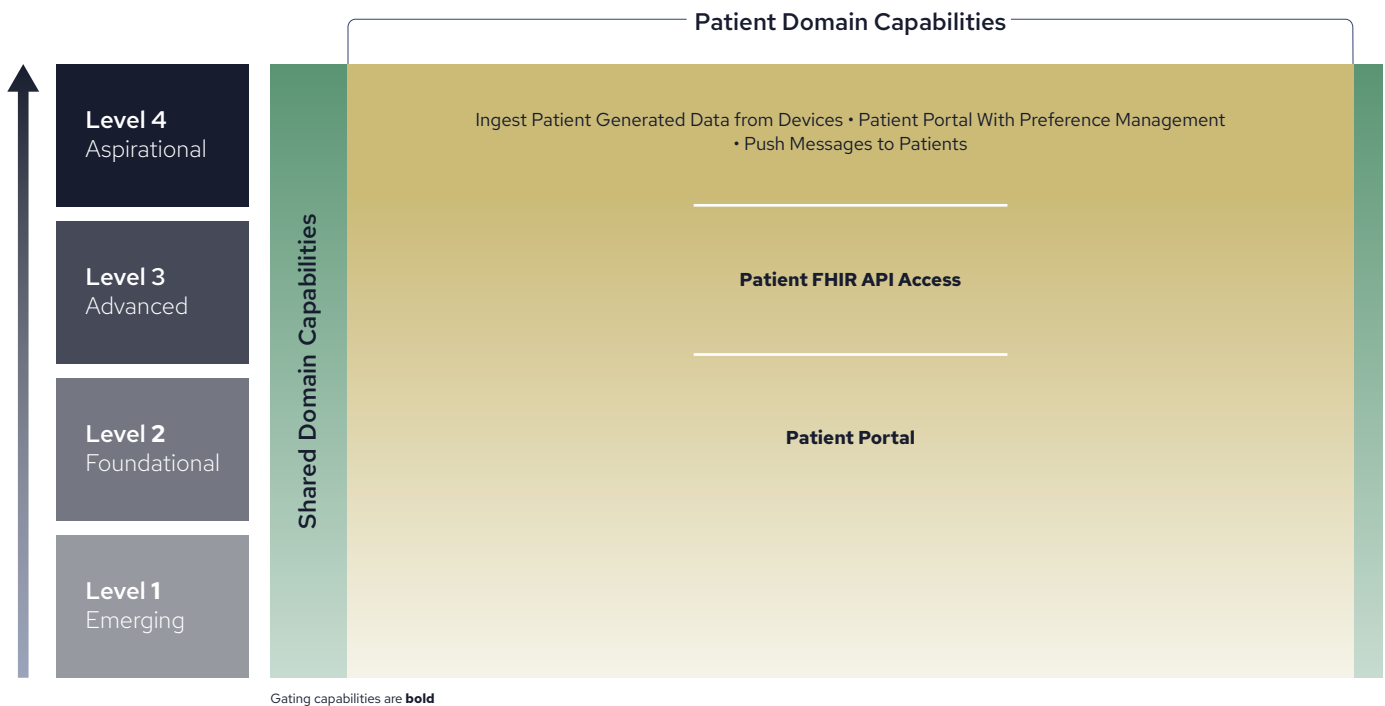 Patient Domain Capabilities
Level 4
Aspirational
Ingest Patient Generated Data from Devices • Patient Portal With Preference Management
• Push Messages to Patients
Level 3
Advanced
Patient FHIR API Access
Shared Domain Capabilities
Level 2
Foundational
Patient Portal
Level 1
Emerging
Gating capabilities are bold